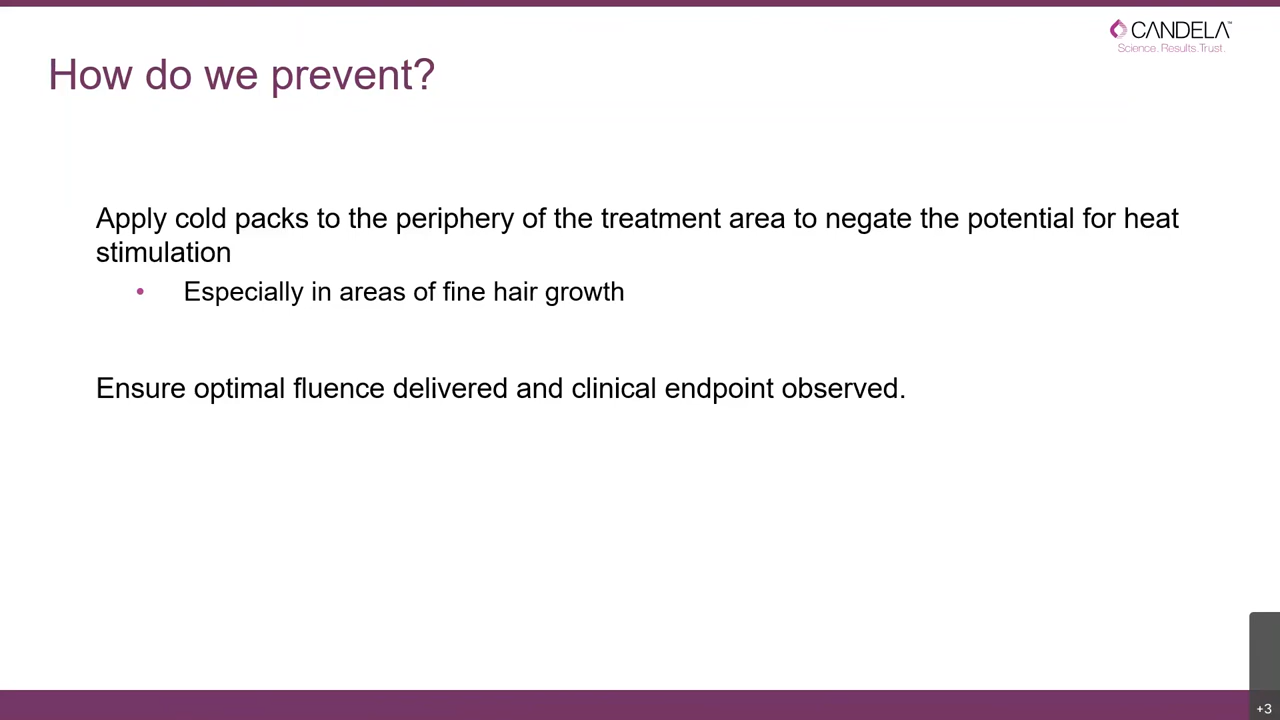 CANDELA™
Science. Results. Trust.
How do we prevent?
Apply cold packs to the periphery of the treatment area to negate the potential for heat
stimulation
• Especially in areas of fine hair growth
Ensure optimal fluence delivered and clinical endpoint observed.
+3